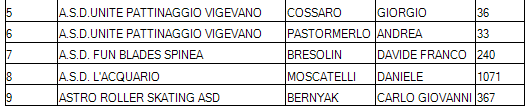 5 A.S.D.UNITE PATTINAGGIO VIGEVANO COSSARO GIORGIO 36
6 A.S.D.UNITE PATTINAGGIO VIGEVANO PASTORMERLO ANDREA 33
7 A.S.D. FUN BLADES SPINEA BRESOLIN DAVIDE FRANCO 240
8 A.S.D. L'ACQUARIO MOSCATELLI DANIELE 1071
9 ASTRO ROLLER SKATING ASD BERNYAK CARLO GIOVANNI 367